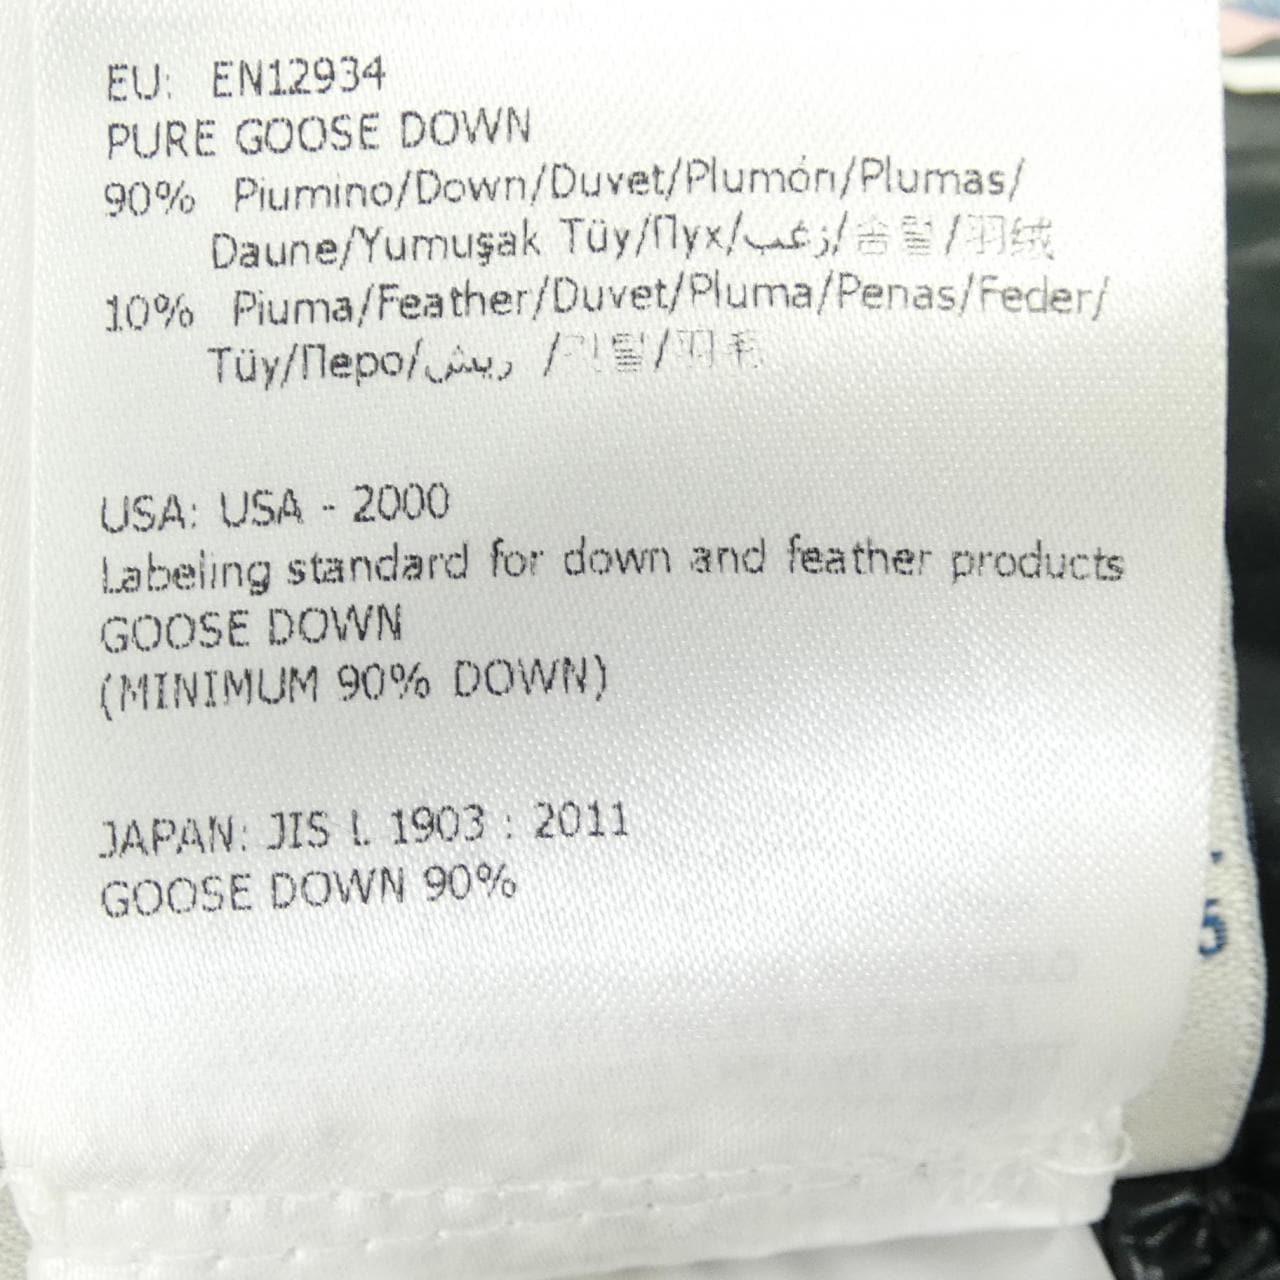 EU: EN12934
PURE GOOSE DOWN
90% Piumino/Down/Duvet/Plumón/Plumas/
Daune/Yumuşak Tüy/Пух/زغب/솜털/羽绒
10% Piuma/Feather/Duvet/Pluma/Penas/Feder/
Tüy/Перо/ريش /깃털/羽毛
USA: USA - 2000
Labeling standard for down and feather products
GOOSE DOWN
(MINIMUM 90% DOWN)
JAPAN: JIS L 1903 : 2011
GOOSE DOWN 90%